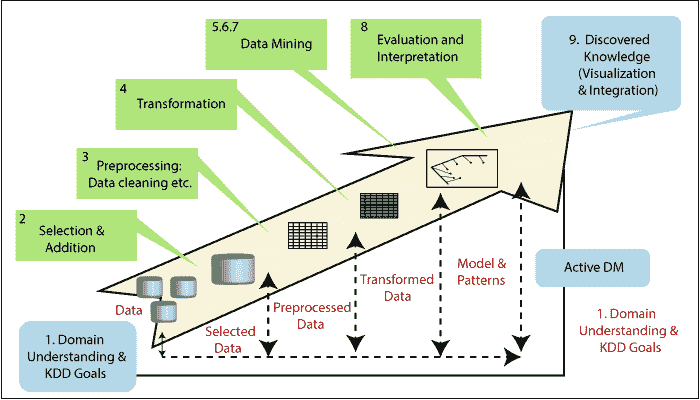 5.6.7
Data Mining
8
Evaluation and
Interpretation
9. Discovered
Knowledge
(Visualization
& Integration)
4
Transformation
3
Preprocessing:
Data cleaning etc.
2
Selection &
Addition
Data
Selected
Data
Preprocessed
Data
Transformed
Data
Model &
Patterns
Active DM
1. Domain
Understanding &
KDD Goals
1. Domain
Understanding &
KDD Goals